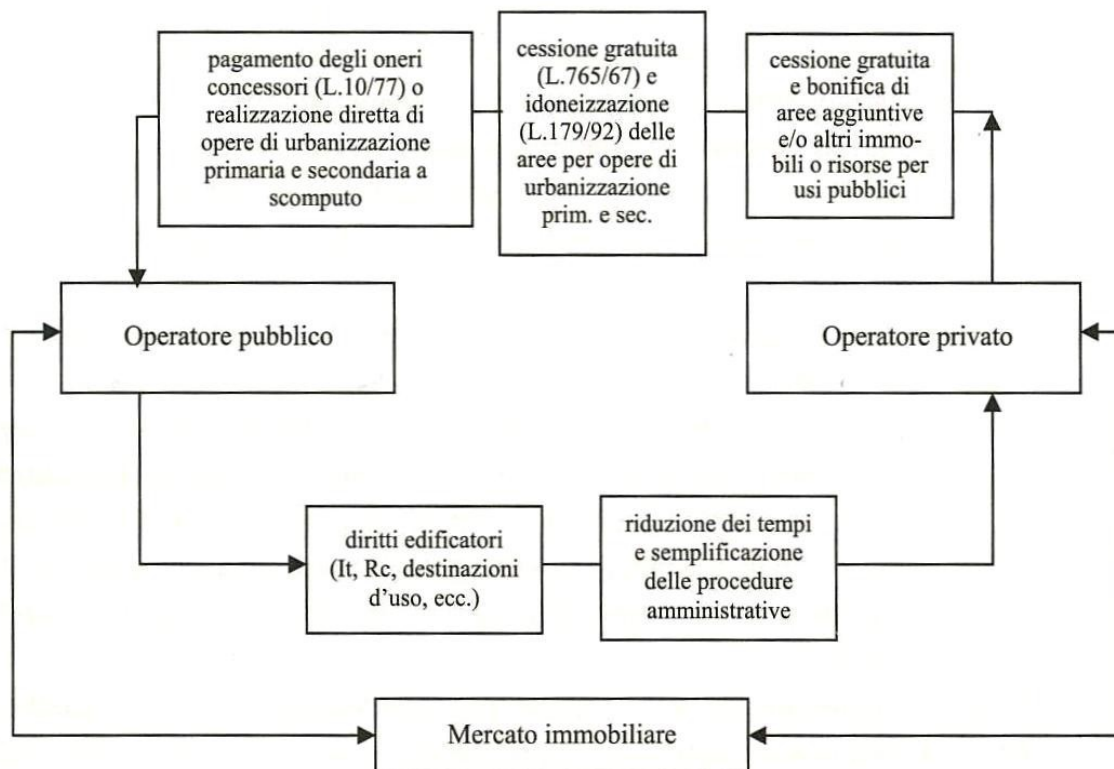 pagamento degli oneri
concessori (L.10/77) o
realizzazione diretta di
opere di urbanizzazione
primaria e secondaria a
scomputo
cessione gratuita
(L.765/67) e
idoneizzazione
(L.179/92) delle
aree per opere di
urbanizzazione
prim. e sec.
cessione gratuita
e bonifica di
aree aggiuntive
e/o altri immo-
bili o risorse per
usi pubblici
Operatore pubblico
Operatore privato
diritti edificatori
(It, Rc, destinazioni
d'uso, ecc.)
riduzione dei tempi
e semplificazione
delle procedure
amministrative
Mercato immobiliare